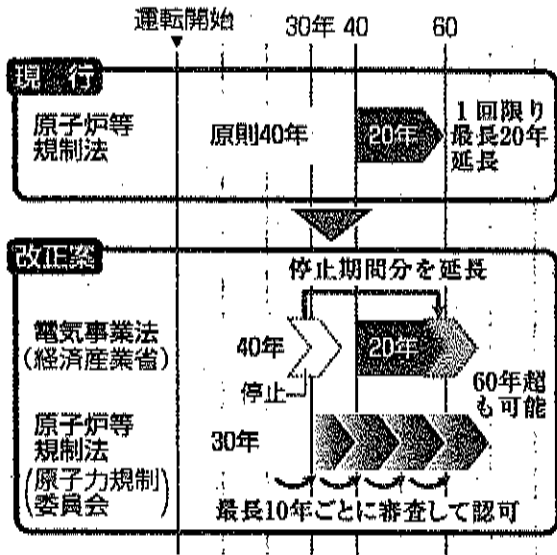 運転開始
30年 40 60
現行
原子炉等
規制法
原則40年
20年
1回限り
最長20年
延長
改正案
停止期間分を延長
電気事業法
(経済産業省)
40年
停止
20年
60年超
も可能
原子炉等
規制法
(原子力規制
委員会)
30年
最長10年ごとに審査して認可